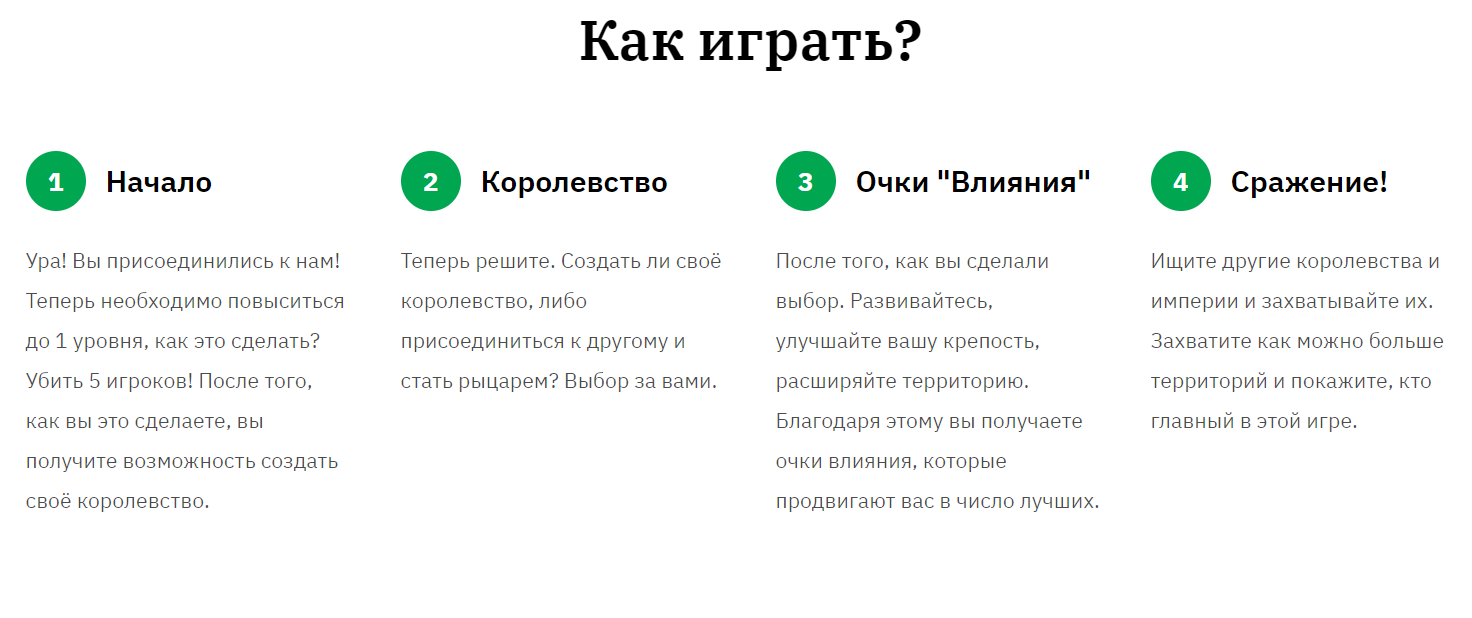 Как играть?
1 Начало
Ура! Вы присоединились к нам!
Теперь необходимо повыситься
до 1 уровня, как это сделать?
Убить 5 игроков! После того,
как вы это сделаете, вы
получите возможность создать
своё королевство.
2 Королевство
Теперь решите. Создать ли своё
королевство, либо
присоединиться к другому и
стать рыцарем? Выбор за вами.
3 Очки "Влияния"
После того, как вы сделали
выбор. Развивайтесь,
улучшайте вашу крепость,
расширяйте территорию.
Благодаря этому вы получаете
очки влияния, которые
продвигают вас в число лучших.
4 Сражение!
Ищите другие королевства и
империи и захватывайте их.
Захватите как можно больше
территорий и покажите, кто
главный в этой игре.